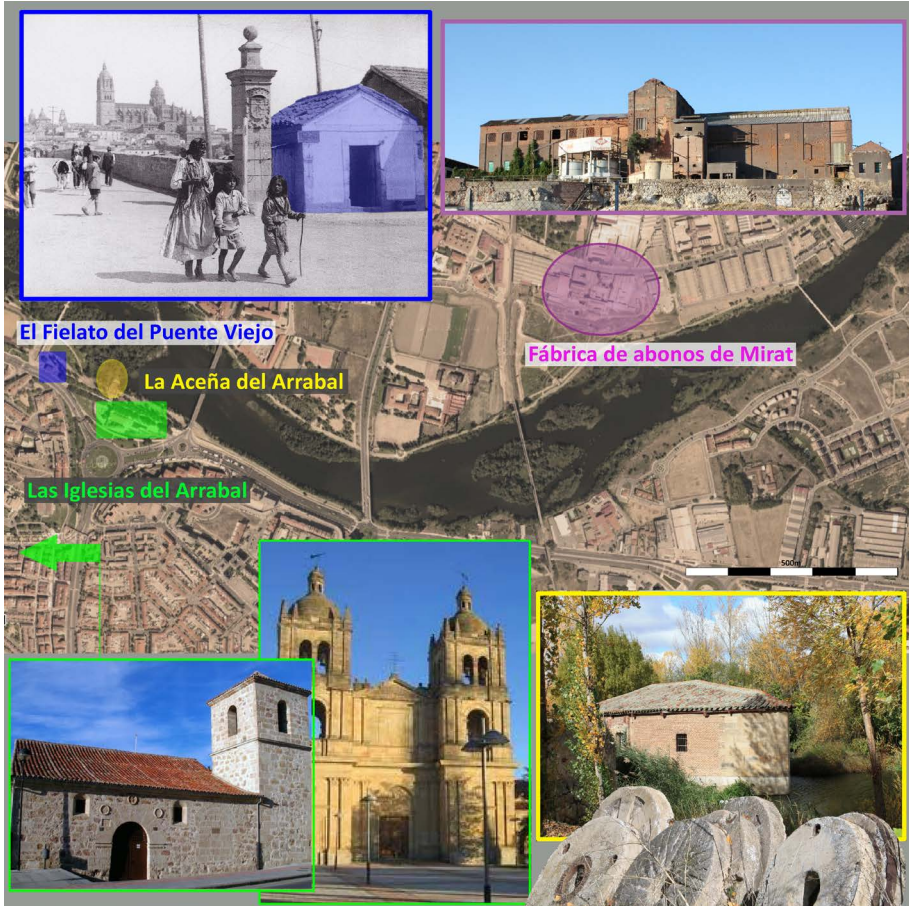 El Fielato del Puente Viejo
Fábrica de abonos de Mirat
La Aceña del Arrabal
Las Iglesias del Arrabal
500m